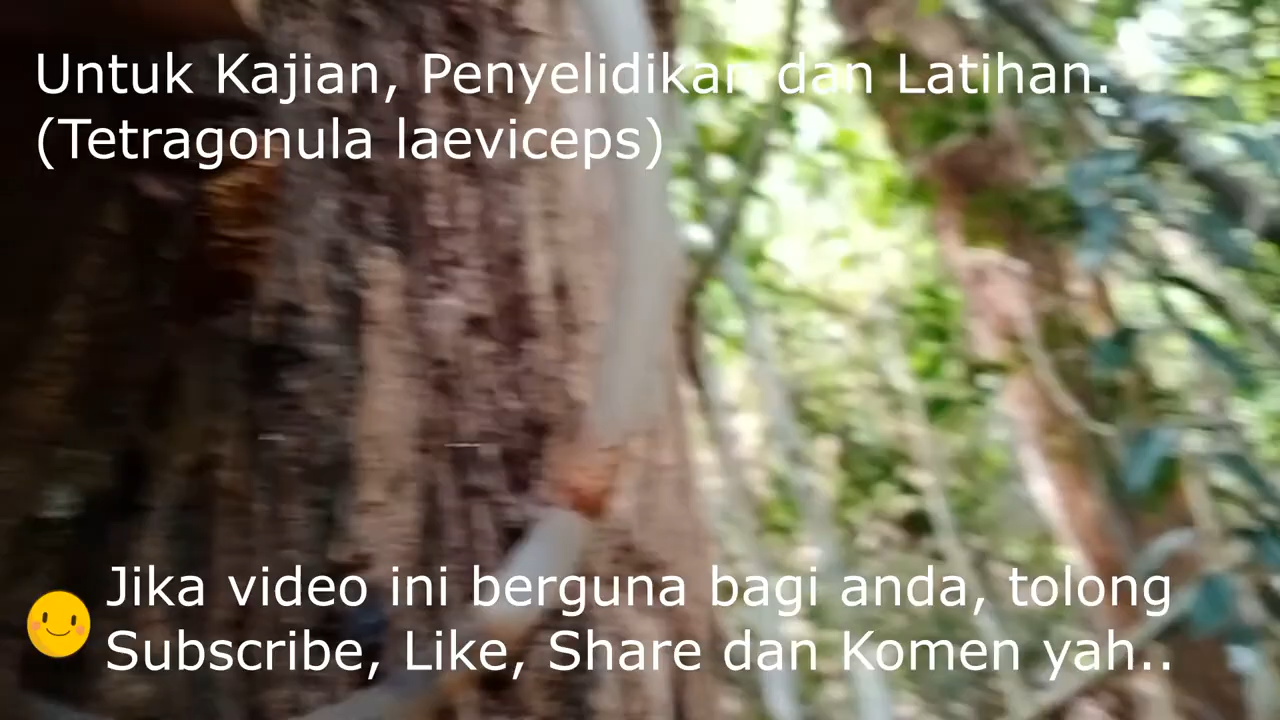 Untuk Kajian, Penyelidikan dan Latihan.
(Tetragonula laeviceps)
Jika video ini berguna bagi anda, tolong
Subscribe, Like, Share dan Komen yah..